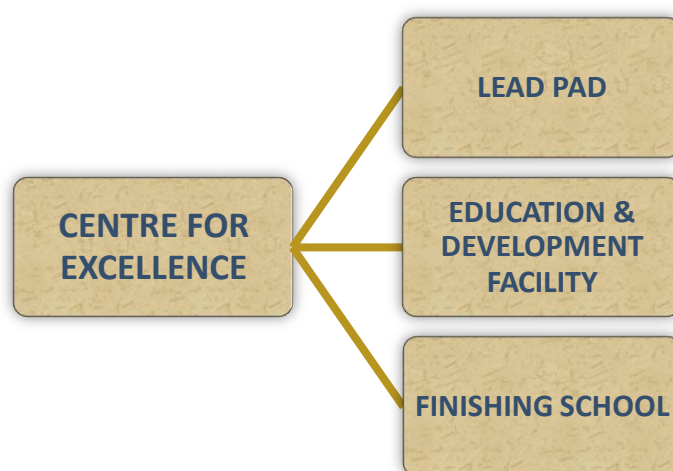 CENTRE FOR
EXCELLENCE
LEAD PAD
EDUCATION &
DEVELOPMENT
FACILITY
FINISHING SCHOOL